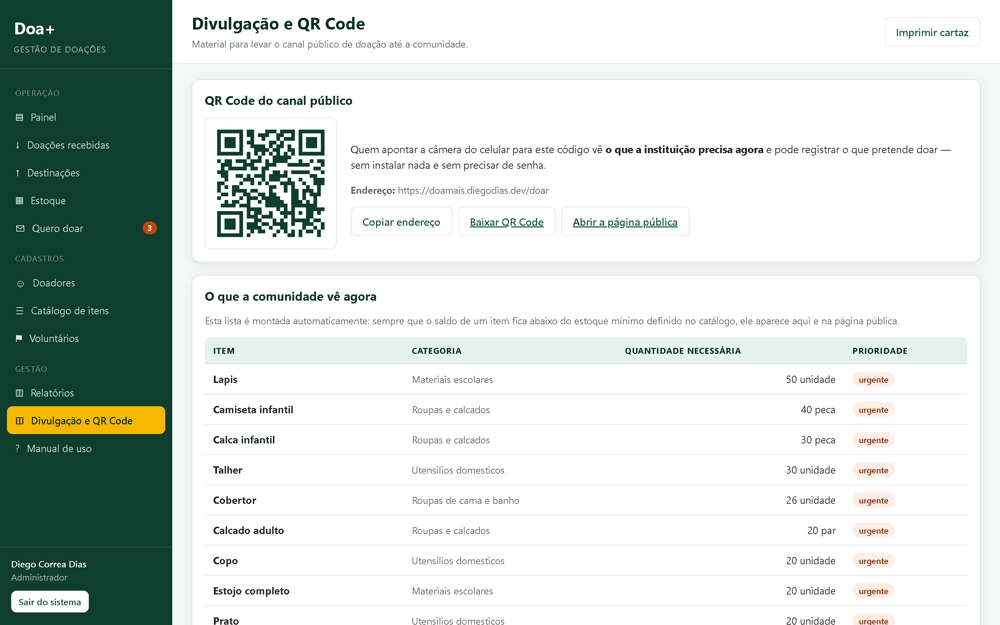 Doa+
GESTÃO DE DOAÇÕES
OPERAÇÃO
Painel
Doações recebidas
Destinações
Estoque
Quero doar 3
CADASTROS
Doadores
Catálogo de itens
Voluntários
GESTÃO
Relatórios
Divulgação e QR Code
? Manual de uso
Diego Correa Dias
Administrador
Sair do sistema
Divulgação e QR Code
Material para levar o canal público de doação até a comunidade.
Imprimir cartaz
QR Code do canal público
Quem apontar a câmera do celular para este código vê o que a instituição precisa agora e pode registrar o que pretende doar —
sem instalar nada e sem precisar de senha.
Endereço: https://doamais.diegodias.dev/doar
Copiar endereço Baixar QR Code Abrir a página pública
O que a comunidade vê agora
Esta lista é montada automaticamente: sempre que o saldo de um item fica abaixo do estoque mínimo definido no catálogo, ele aparece aqui e na página pública.
ITEM CATEGORIA QUANTIDADE NECESSÁRIA PRIORIDADE
Lapis Materiais escolares 50 unidade urgente
Camiseta infantil Roupas e calcados 40 peca urgente
Calca infantil Roupas e calcados 30 peca urgente
Talher Utensilios domesticos 30 unidade urgente
Cobertor Roupas de cama e banho 26 unidade urgente
Calcado adulto Roupas e calcados 20 par urgente
Copo Utensilios domesticos 20 unidade urgente
Estojo completo Materiais escolares 20 unidade urgente
Prato Utensilios domesticos 20 unidade urgente